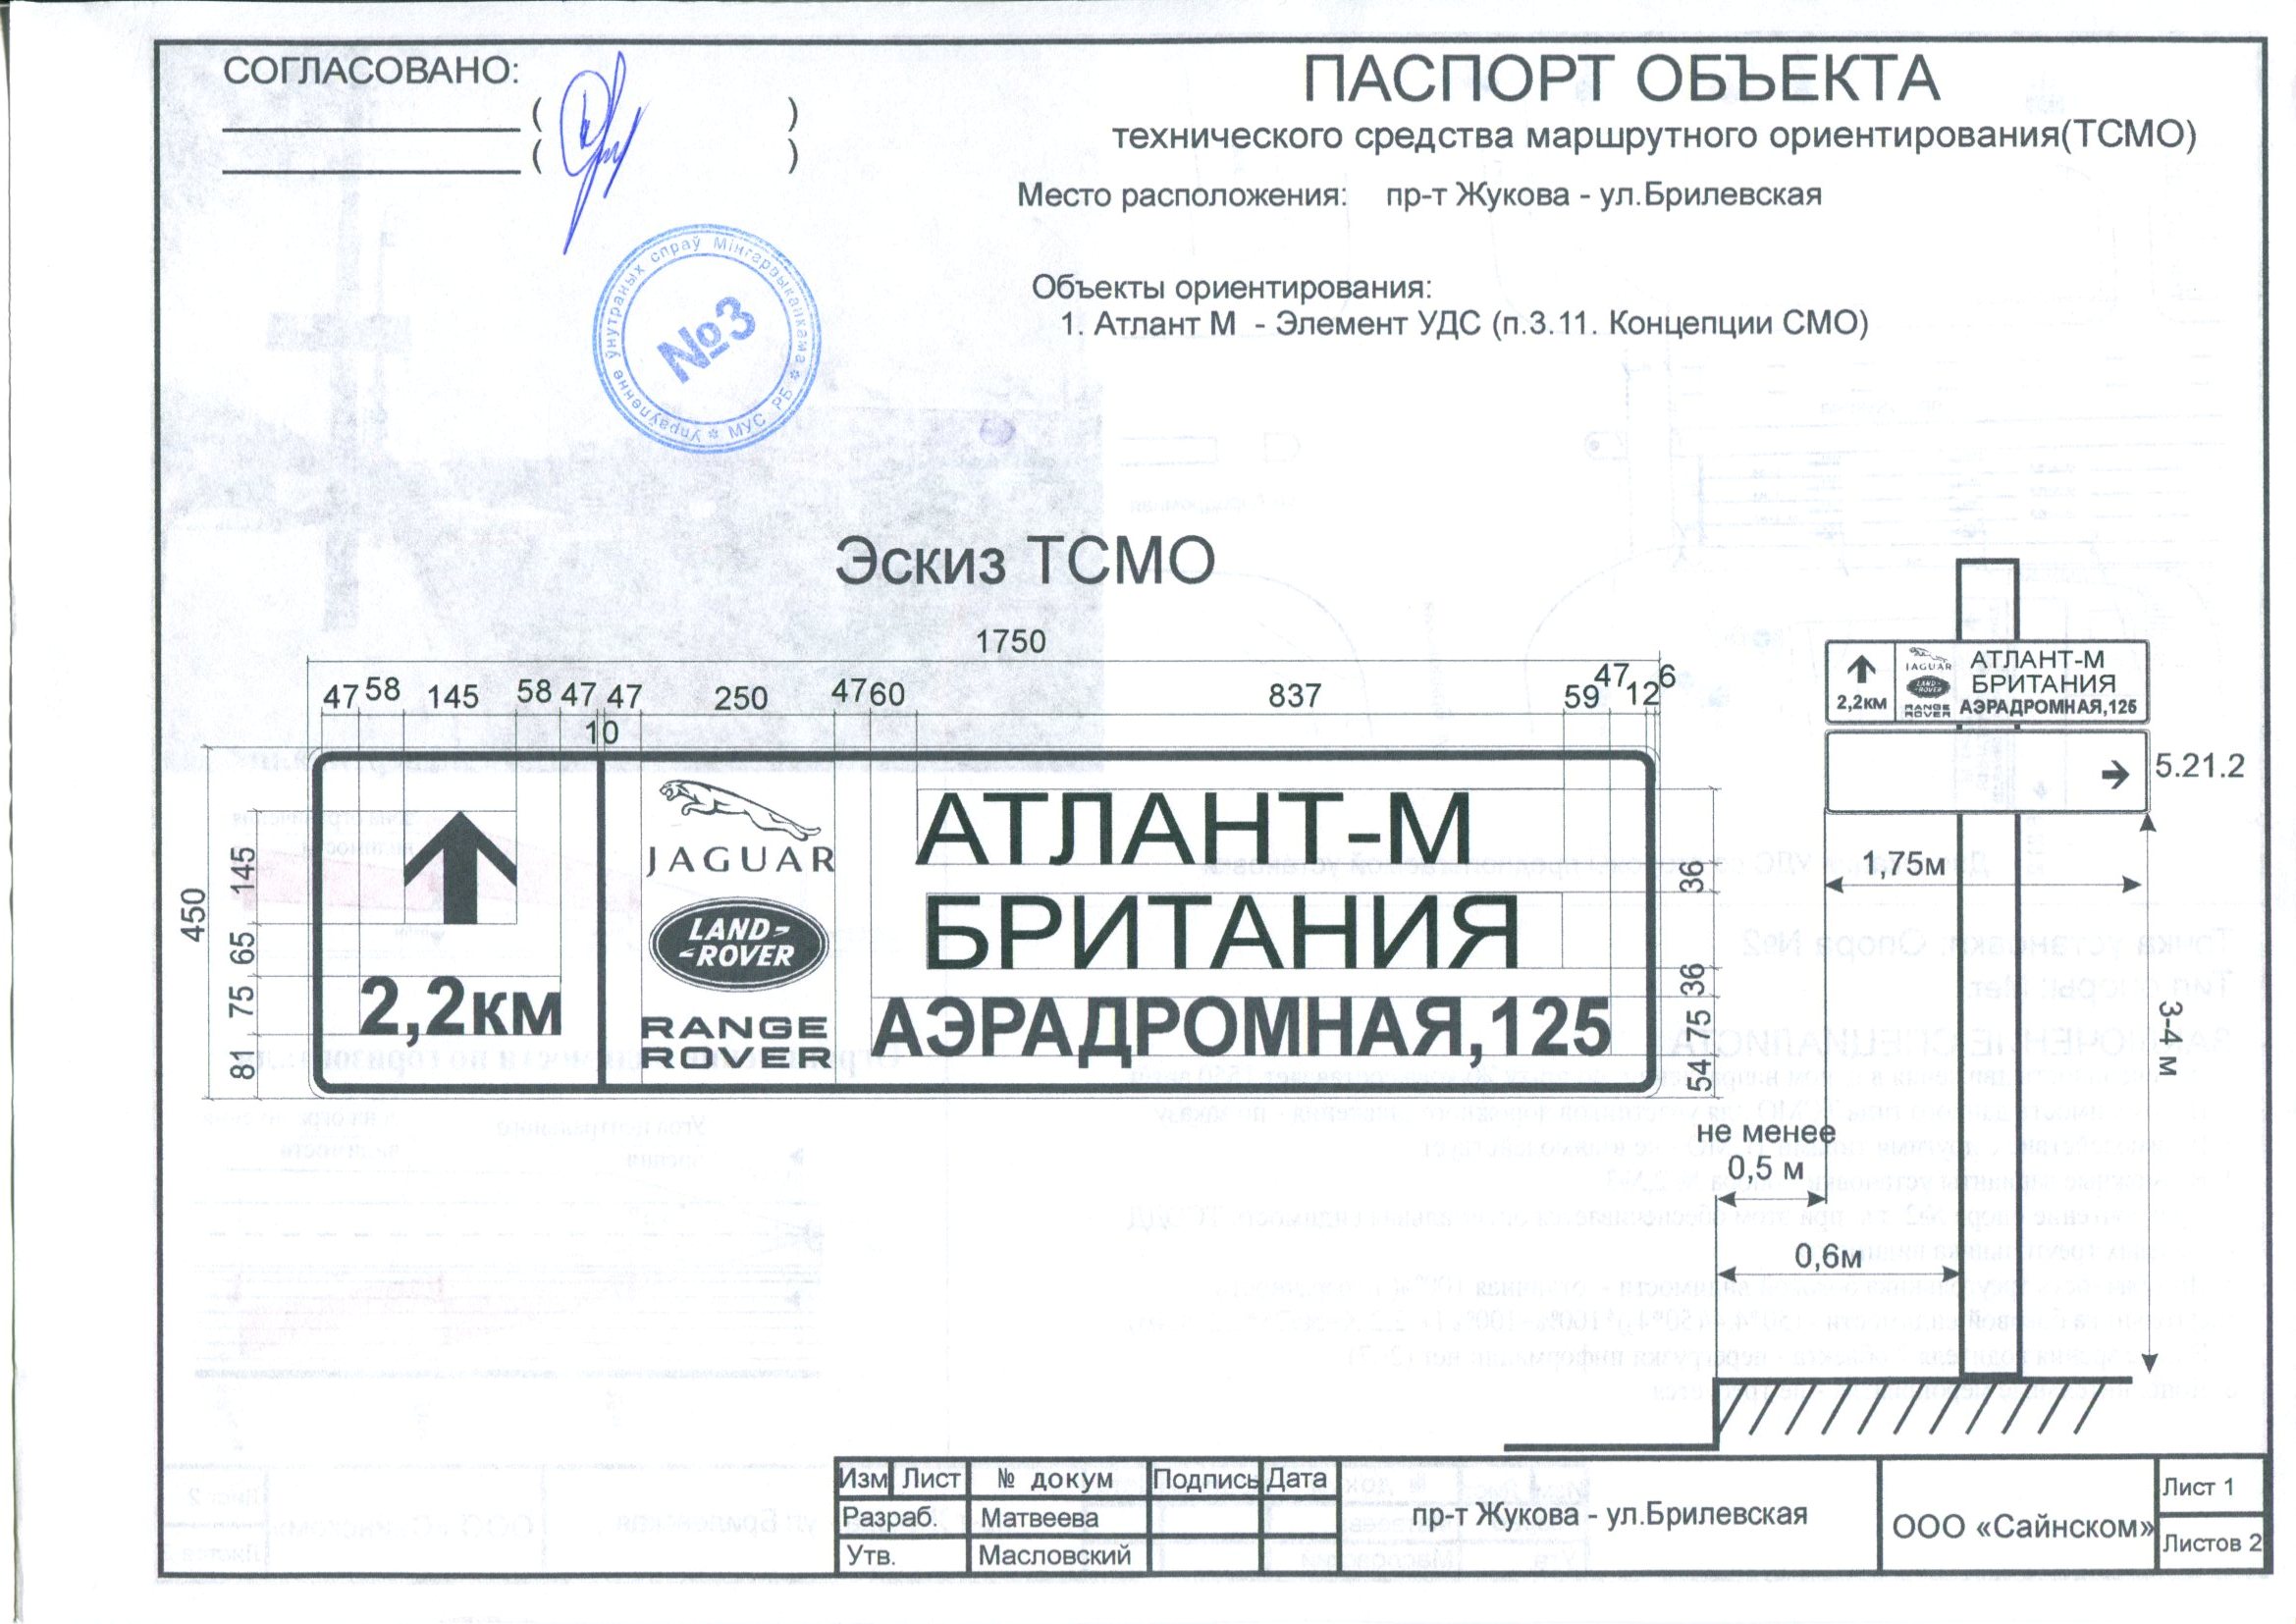 СОГЛАСОВАНО:
( )
( )
ПАСПОРТ ОБЪЕКТА
технического средства маршрутного ориентирования(ТСМО)
Место расположения: пр-т Жукова - ул.Брилевская
Объекты ориентирования:
1. Атлант М - Элемент УДС (п.3.11. Концепции СМО)
Упраўленне ўнутраных спраў Мінгарвыканкама * МУС РБ *
№3
Эскиз ТСМО
1750
47 58 145 58 47 47 250 47 60 837 59 47 12 6
10
450
145
65
75
81
2,2км
JAGUAR
LAND-
-ROVER
RANGE
ROVER
АТЛАНТ-М
БРИТАНИЯ
АЭРАДРОМНАЯ,125
36
36
75
54
2,2км
JAGUAR
LAND-
-ROVER
RANGE
ROVER
АТЛАНТ-М
БРИТАНИЯ
АЭРАДРОМНАЯ,125
5.21.2
1,75м
3-4 м
не менее
0,5 м
0,6м
Изм Лист № докум Подпись Дата
Разраб. Матвеева
Утв. Масловский
пр-т Жукова - ул.Брилевская
ООО «Сайнском»
Лист 1
Листов 2